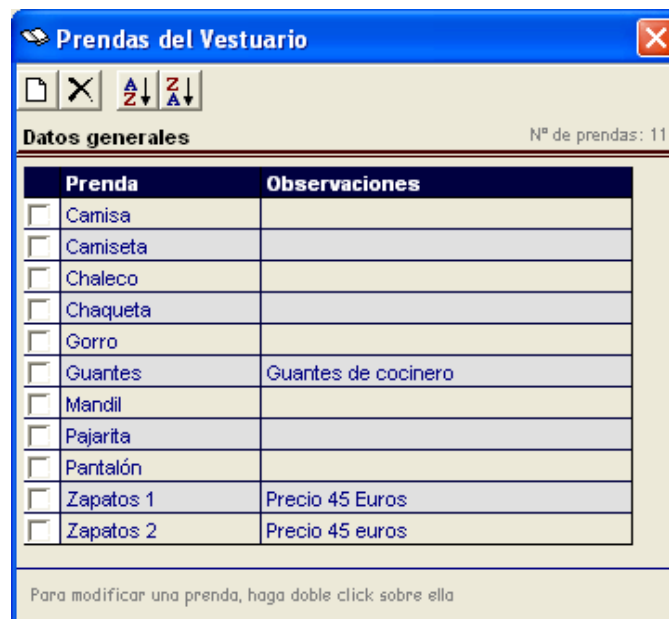 Prendas del Vestuario
Datos generales Nº de prendas: 11
Prenda Observaciones
Camisa
Camiseta
Chaleco
Chaqueta
Gorro
Guantes Guantes de cocinero
Mandil
Pajarita
Pantalón
Zapatos 1 Precio 45 Euros
Zapatos 2 Precio 45 euros
Para modificar una prenda, haga doble click sobre ella